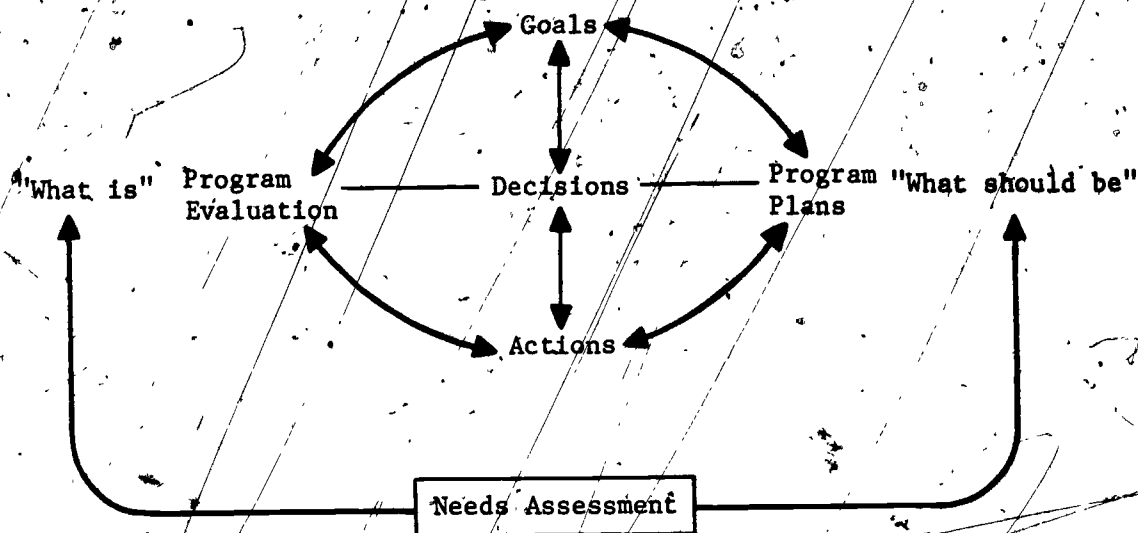 Goals
"What is"
Program
Evaluation
Decisions
Program
Plans
"What should be"
Actions
Needs Assessment